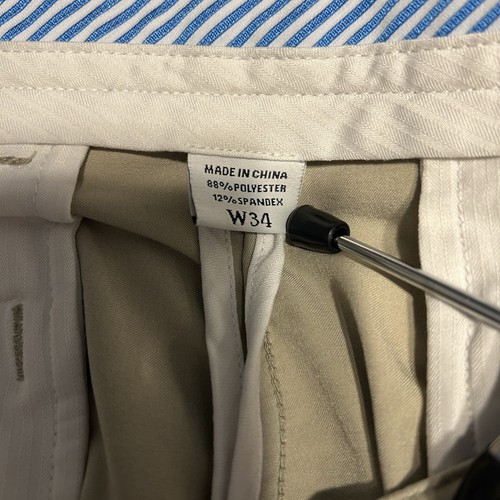 MADE IN CHINA
88%POLYESTER
12%SPANDEX
W34